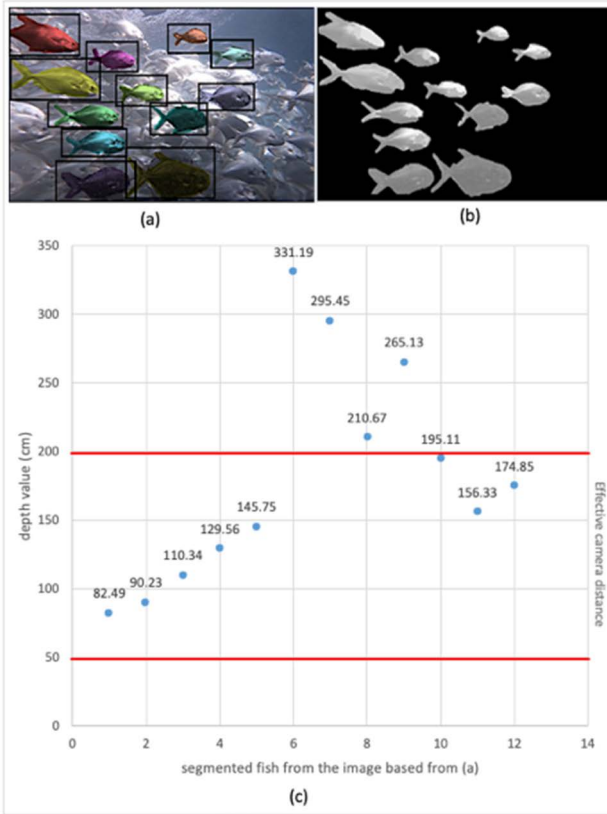 (a)
(b)
350
331.19
300
295.45
265.13
250
210.67
200
195.11
174.85
156.33
150
145.75
129.56
110.34
100
90.23
82.49
50
0
depth value (cm)
Effective camera distance
0 2 4 6 8 10 12 14
segmented fish from the image based from (a)
(c)